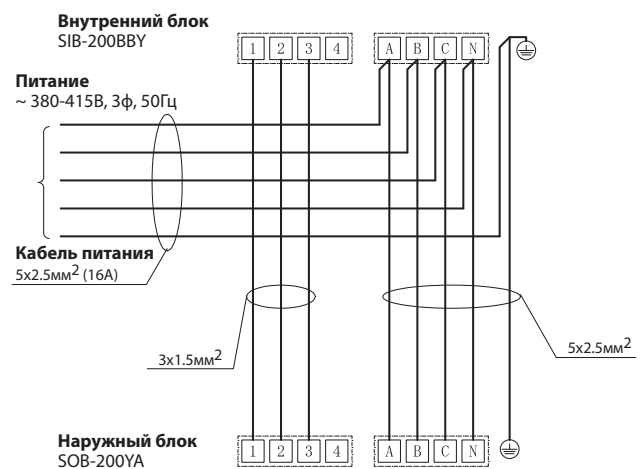 Внутренний блок
SIB-200BBY
1 2 3 4 A B C N
Питание
~ 380-415В, 3ф, 50Гц
Кабель питания
5x2.5мм² (16А)
3x1.5мм²
5x2.5мм²
Наружный блок
SOB-200YA
1 2 3 4 A B C N